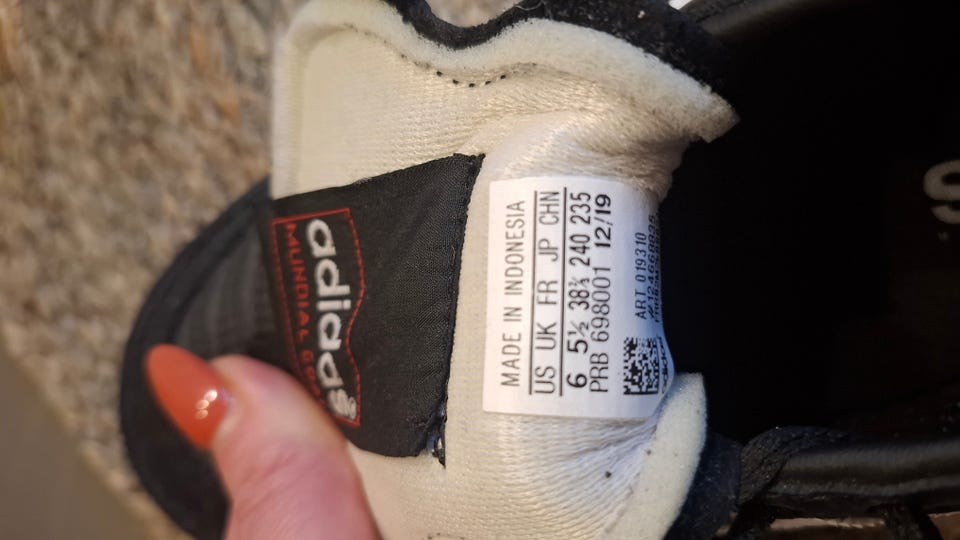 adidas
MUNDIAL
MADE IN INDONESIA
US UK FR JP CHN
6 5½ 38⅔ 240 235
PRB 698001 12/19
ART 019310
adidas